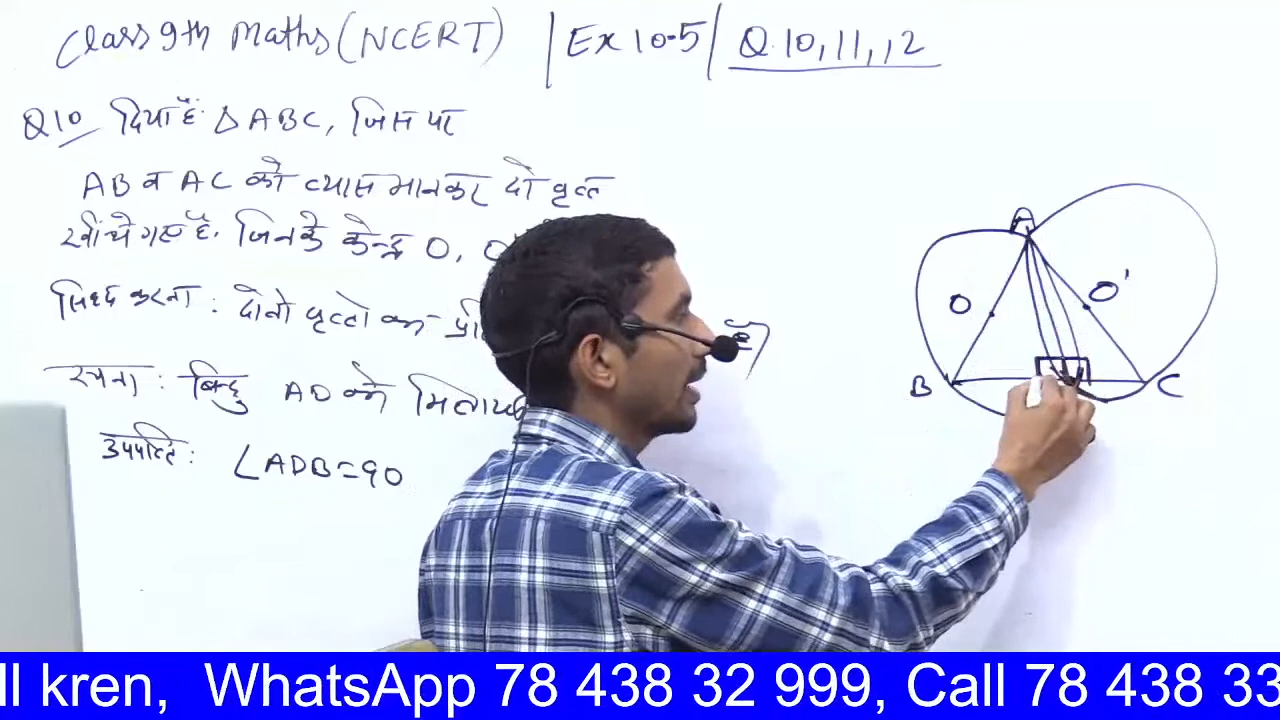 Class 9th Maths (NCERT) | Ex 10.5 | Q. 10, 11, 12
Q10 दिया है. △ABC, जिस पर
AB व AC को व्यास मानकर दो वृत्त
खींचे गए है. जिनके केन्द्र O, O'
सिध्द करना : दोनो वृत्तो का
रचना : बिन्दु AD को
उपपत्ति : ∠ADB=90
A
O
O'
B
C
ll kren, WhatsApp 78 438 32 999, Call 78 438 33